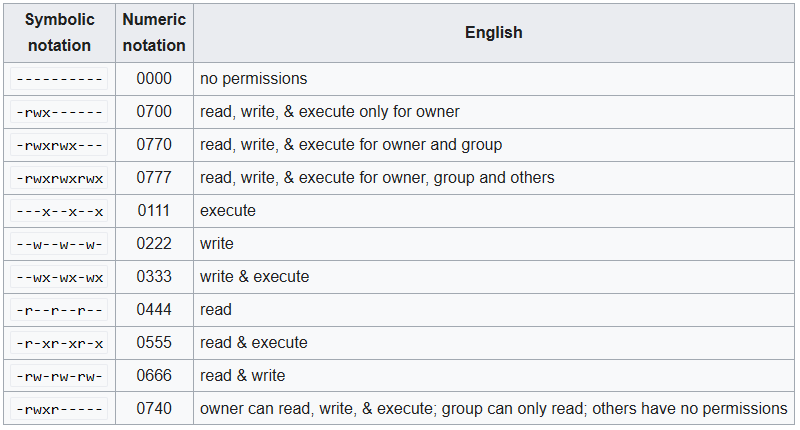 Symbolic notation Numeric notation English
---------- 0000 no permissions
-rwx------ 0700 read, write, & execute only for owner
-rwxrwx--- 0770 read, write, & execute for owner and group
-rwxrwxrwx 0777 read, write, & execute for owner, group and others
---x--x--x 0111 execute
--w--w--w- 0222 write
--wx-wx-wx 0333 write & execute
-r--r--r-- 0444 read
-r-xr-xr-x 0555 read & execute
-rw-rw-rw- 0666 read & write
-rwxr----- 0740 owner can read, write, & execute; group can only read; others have no permissions